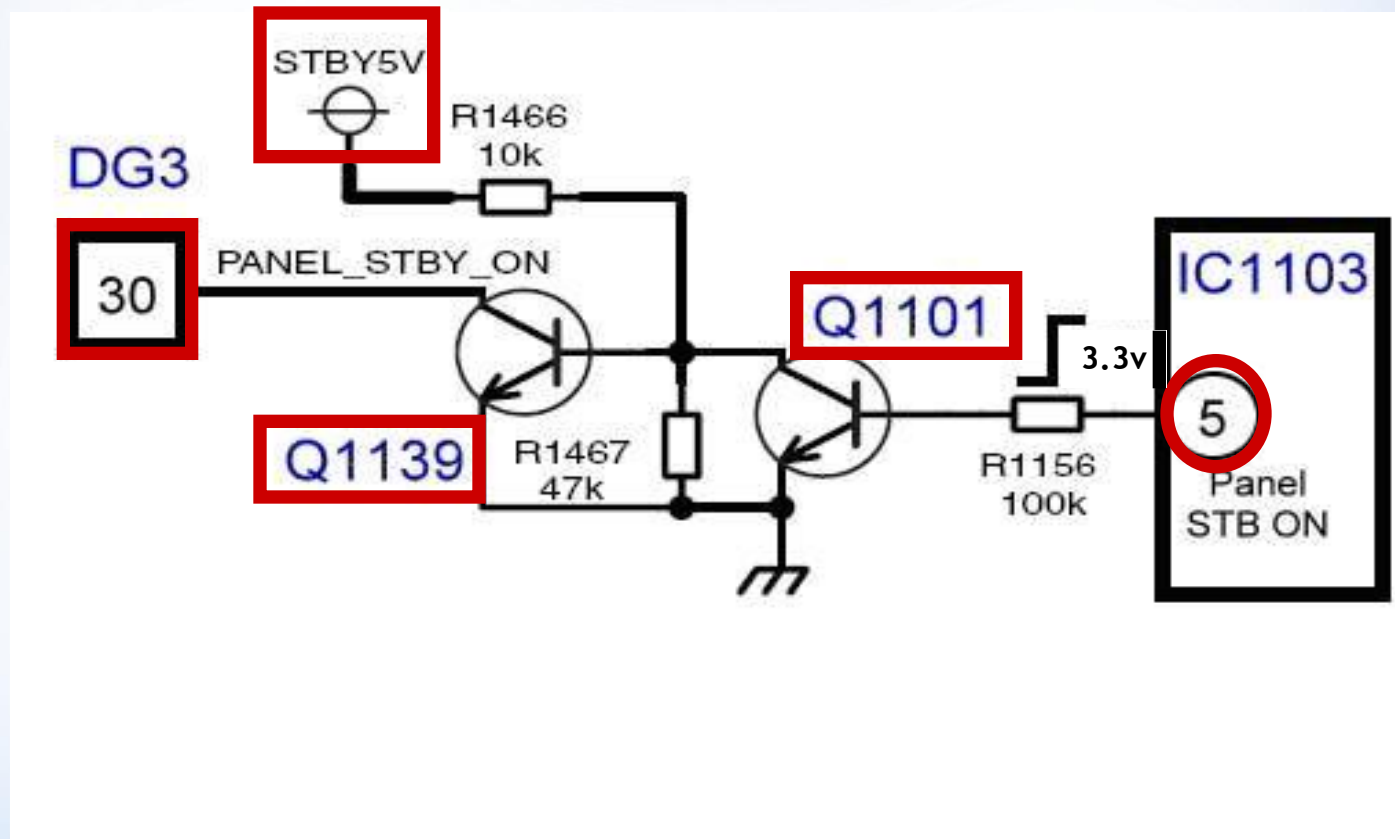 STBY5V
R1466
10k
DG3
30
PANEL_STBY_ON
Q1101
IC1103
3.3v
5
Q1139
R1467
47k
R1156
100k
Panel
STB ON